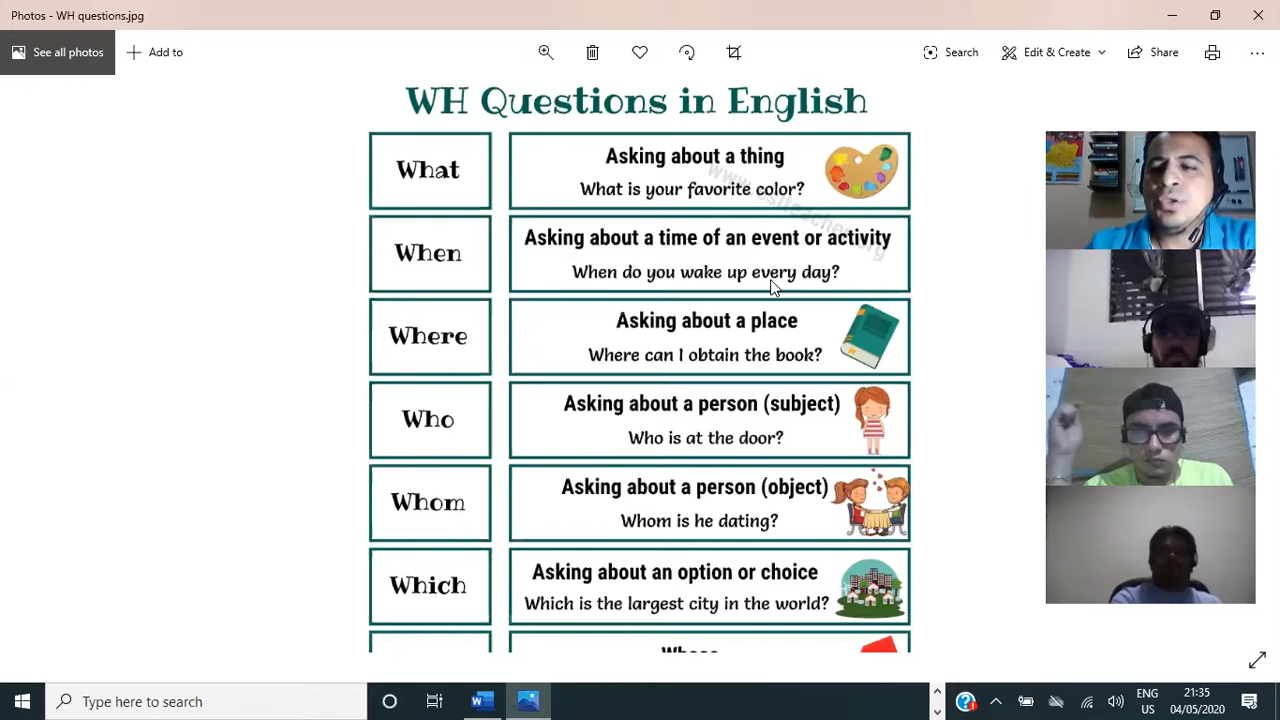 Photos - WH questions.jpg
See all photos
Add to
Search
Edit & Create
Share
WH Questions in English
What
Asking about a thing
What is your favorite color?
When
Asking about a time of an event or activity
When do you wake up every day?
Where
Asking about a place
Where can I obtain the book?
Who
Asking about a person (subject)
Who is at the door?
Whom
Asking about a person (object)
Whom is he dating?
Which
Asking about an option or choice
Which is the largest city in the world?
Type here to search
ENG
US
21:35
04/05/2020